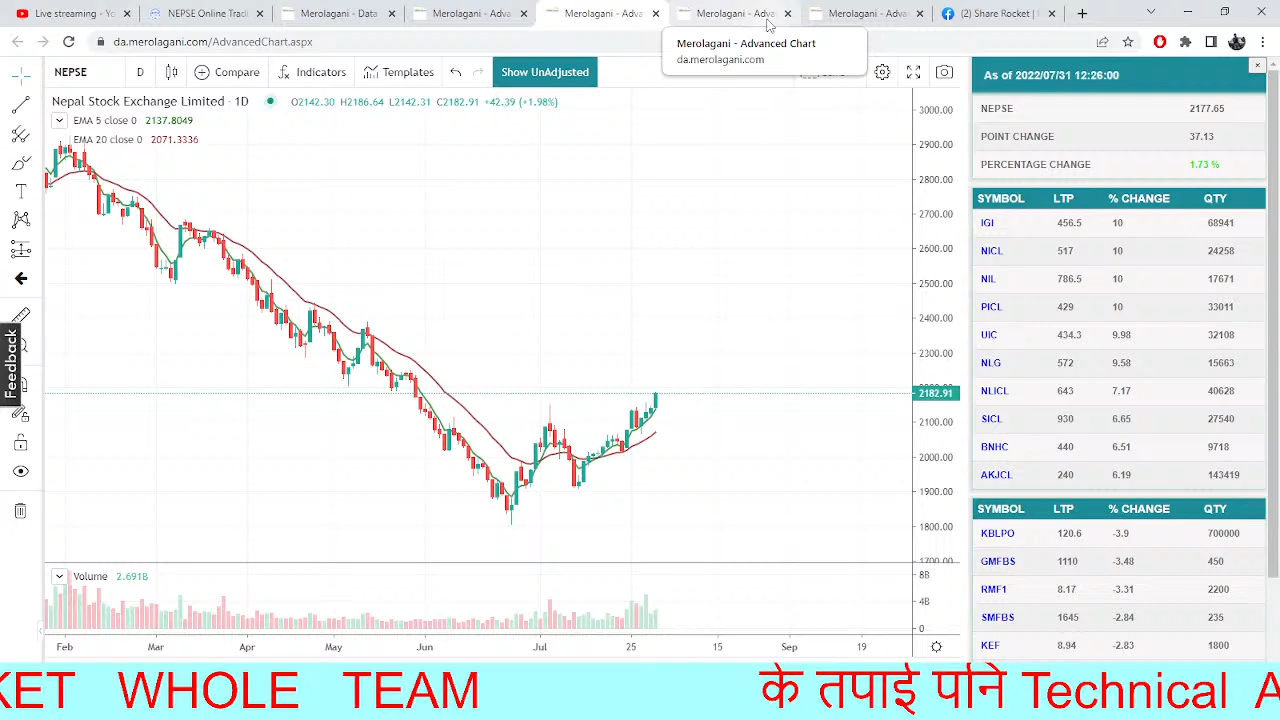 Live streaming - Yo
NEPSE Online Tradi
Merolagani - Data
Merolagani - Adva
Merolagani - Adva
Merolagani - Adva
Merolagani - Adva
(2) Share Rocket |
da.merolagani.com/AdvancedChart.aspx
Merolagani - Advanced Chart
da.merolagani.com
NEPSE D Compare Indicators Templates Show UnAdjusted
Nepal Stock Exchange Limited · 1D O2142.30 H2186.64 L2142.31 C2182.91 +42.39 (+1.98%)
EMA 5 close 0 2137.8049
EMA 20 close 0 2071.3336
3000.00
2900.00
2800.00
2700.00
2600.00
2500.00
2400.00
2300.00
2182.91
2100.00
2000.00
1900.00
1800.00
1700.00
Feedback
Volume 2.691B
8B
4B
0
Feb Mar Apr May Jun Jul 25 15 Sep 19
As of 2022/07/31 12:26:00
NEPSE 2177.65
POINT CHANGE 37.13
PERCENTAGE CHANGE 1.73 %
SYMBOL LTP % CHANGE QTY
IGI 456.5 10 68941
NICL 517 10 24258
NIL 786.5 10 17671
PICL 429 10 33011
UIC 434.3 9.98 32108
NLG 572 9.58 15663
NLICL 643 7.17 40628
SICL 930 6.65 27540
BNHC 440 6.51 9718
AKJCL 240 6.19 143419
SYMBOL LTP % CHANGE QTY
KBLPO 120.6 -3.9 700000
GMFBS 1110 -3.48 450
RMF1 8.17 -3.31 2200
SMFBS 1645 -2.84 235
KEF 8.94 -2.83 1800
KET WHOLE TEAM के तपाई पनि Technical A